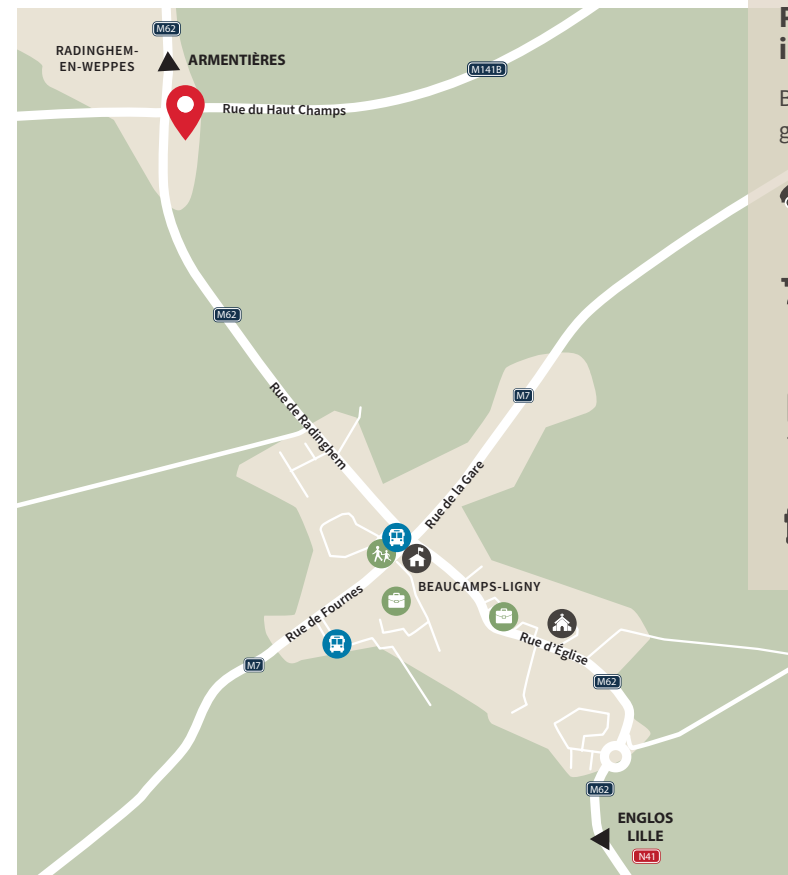 M62
RADINGHEM-
EN-WEPPES
ARMENTIÈRES
M141B
Rue du Haut Champs
M62
M7
Rue de Radinghem
Rue de la Gare
BEAUCAMPS-LIGNY
Rue de Fournes
Rue d'Église
M7
M62
M62
ENGLOS
LILLE
N41